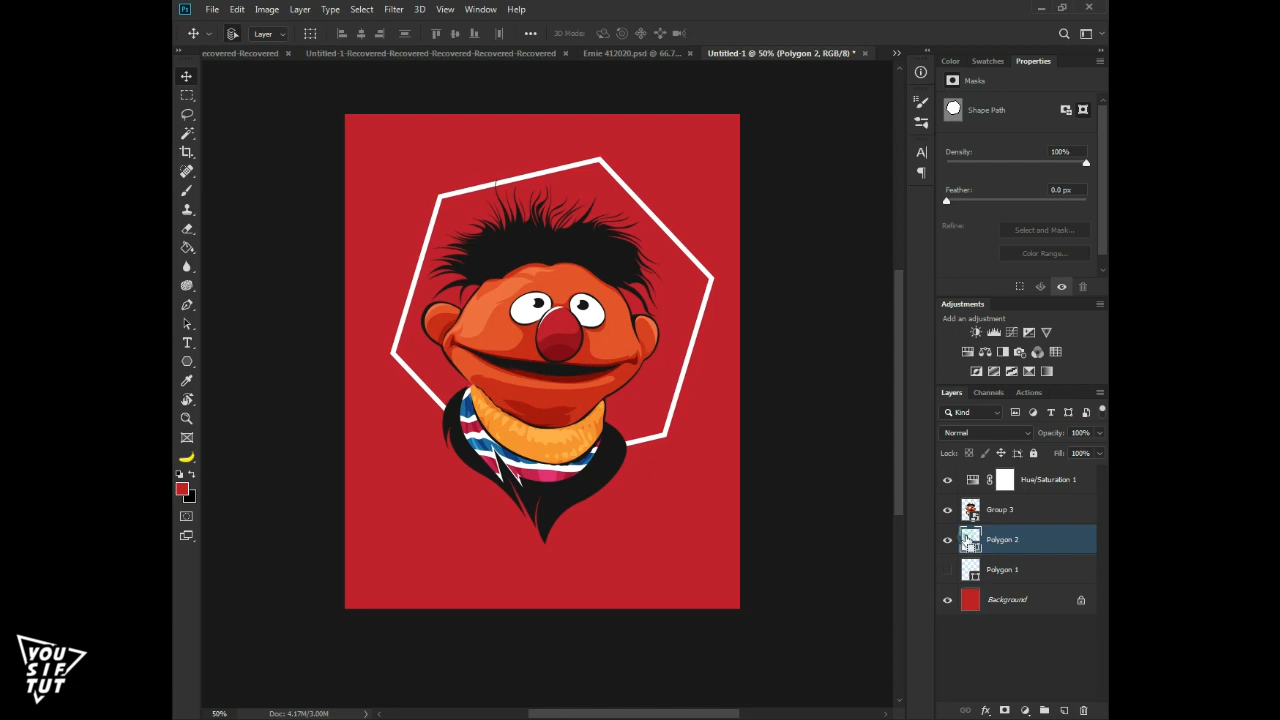 Ps File Edit Image Layer Type Select Filter 3D View Window Help
Layer 3D Mode:
ecovered-Recovered Untitled-1-Recovered-Recovered-Recovered-Recovered-Recovered Ernie 412020.psd @ 66.7... Untitled-1 @ 50% (Polygon 2, RGB/8) *
Color Swatches Properties
Masks
Shape Path
Density: 100%
Feather: 0.0 px
Refine: Select and Mask...
Color Range...
Adjustments
Add an adjustment
Layers Channels Actions
Kind
Normal Opacity: 100%
Lock: Fill: 100%
Hue/Saturation 1
Group 3
Polygon 2
Polygon 1
Background
YOU
SIF
TUT
50% Doc: 4.17M/3.00M